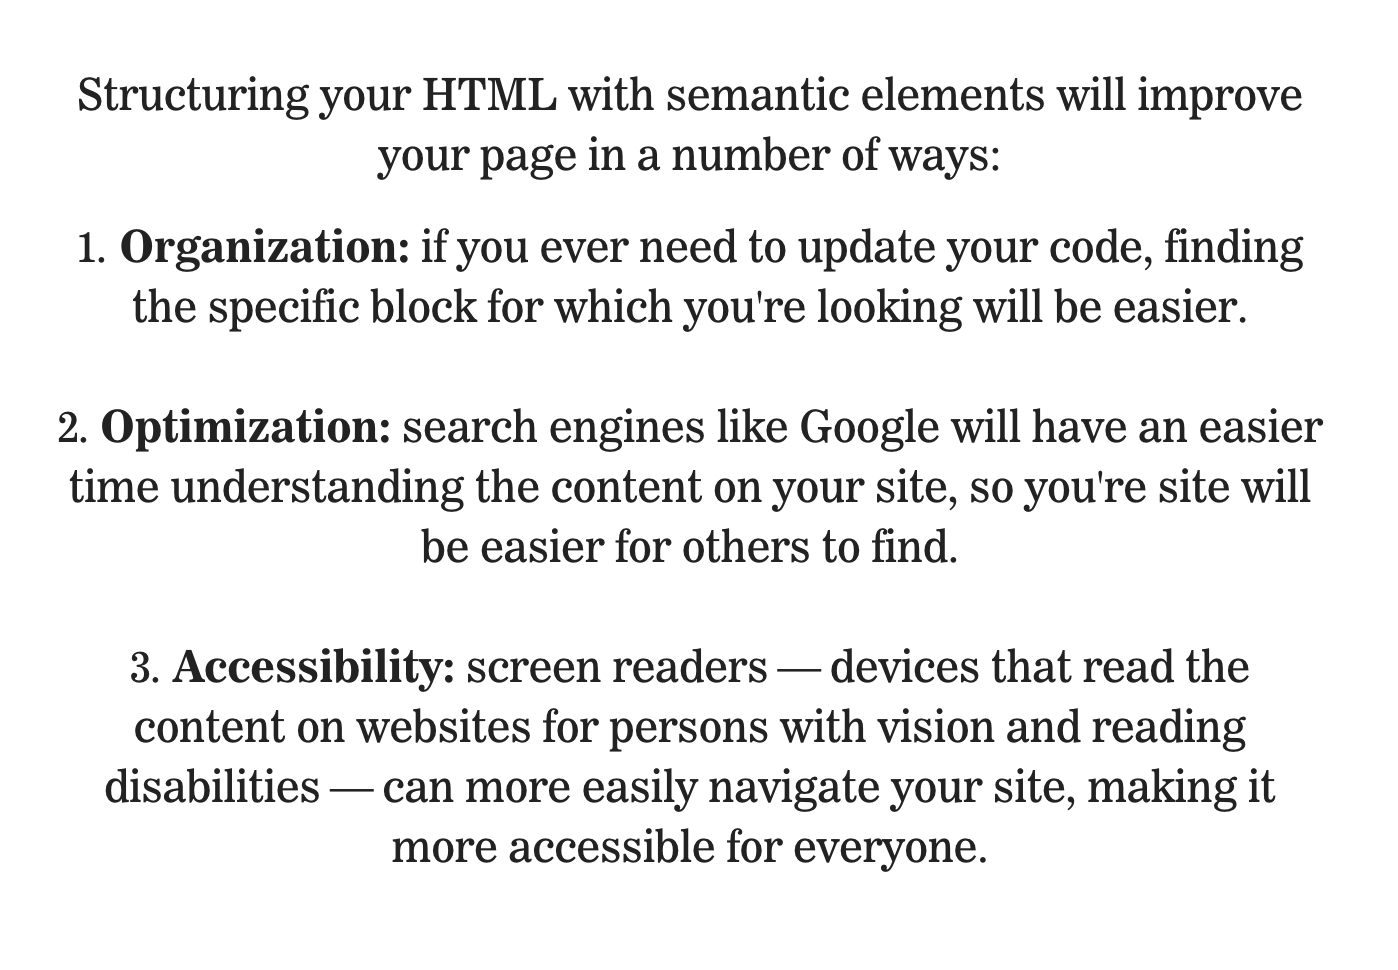 Structuring your HTML with semantic elements will improve
your page in a number of ways:
1. Organization: if you ever need to update your code, finding
the specific block for which you're looking will be easier.
2. Optimization: search engines like Google will have an easier
time understanding the content on your site, so you're site will
be easier for others to find.
3. Accessibility: screen readers — devices that read the
content on websites for persons with vision and reading
disabilities — can more easily navigate your site, making it
more accessible for everyone.